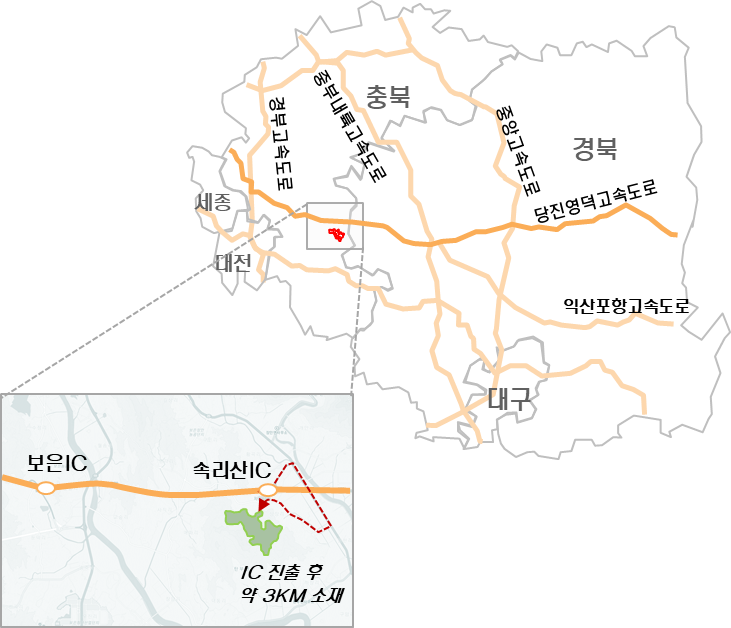 충북
경북
중부내륙고속도로
경부고속도로
중앙고속도로
당진영덕고속도로
세종
대전
익산포항고속도로
대구
보은IC
속리산IC
IC 진출 후
약 3KM 소재